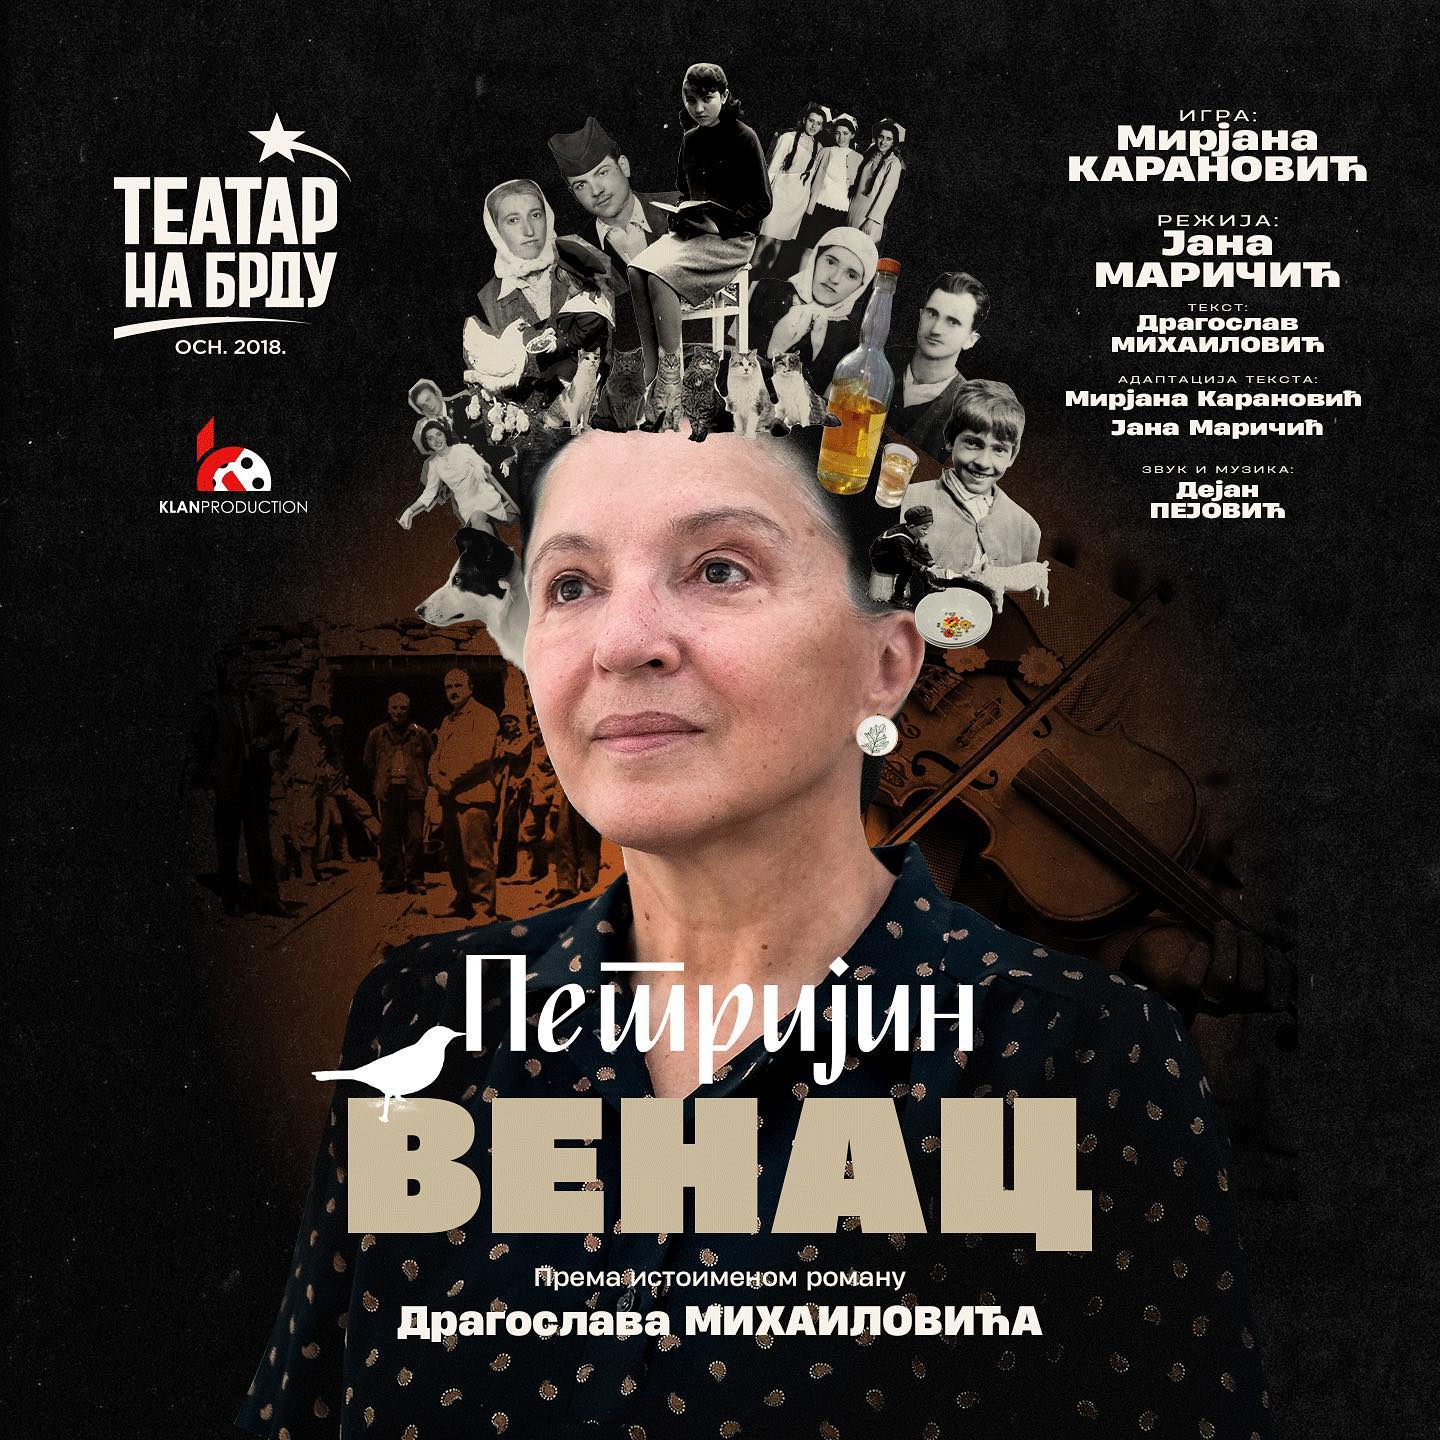 ТЕАТАР
НА БРДУ
ОСН. 2018.
KLANPRODUCTION
ИГРА:
Мирјана
КАРАНОВИЋ
РЕЖИЈА:
Јана
МАРИЧИЋ
ТЕКСТ:
Драгослав
МИХАИЛОВИЋ
АДАПТАЦИЈА ТЕКСТА:
Мирјана Карановић
Јана Маричић
ЗВУК И МУЗИКА:
Дејан
ПЕЈОВИЋ
Петријин
ВЕНАЦ
Према истоименом роману
Драгослава МИХАИЛОВИЋА